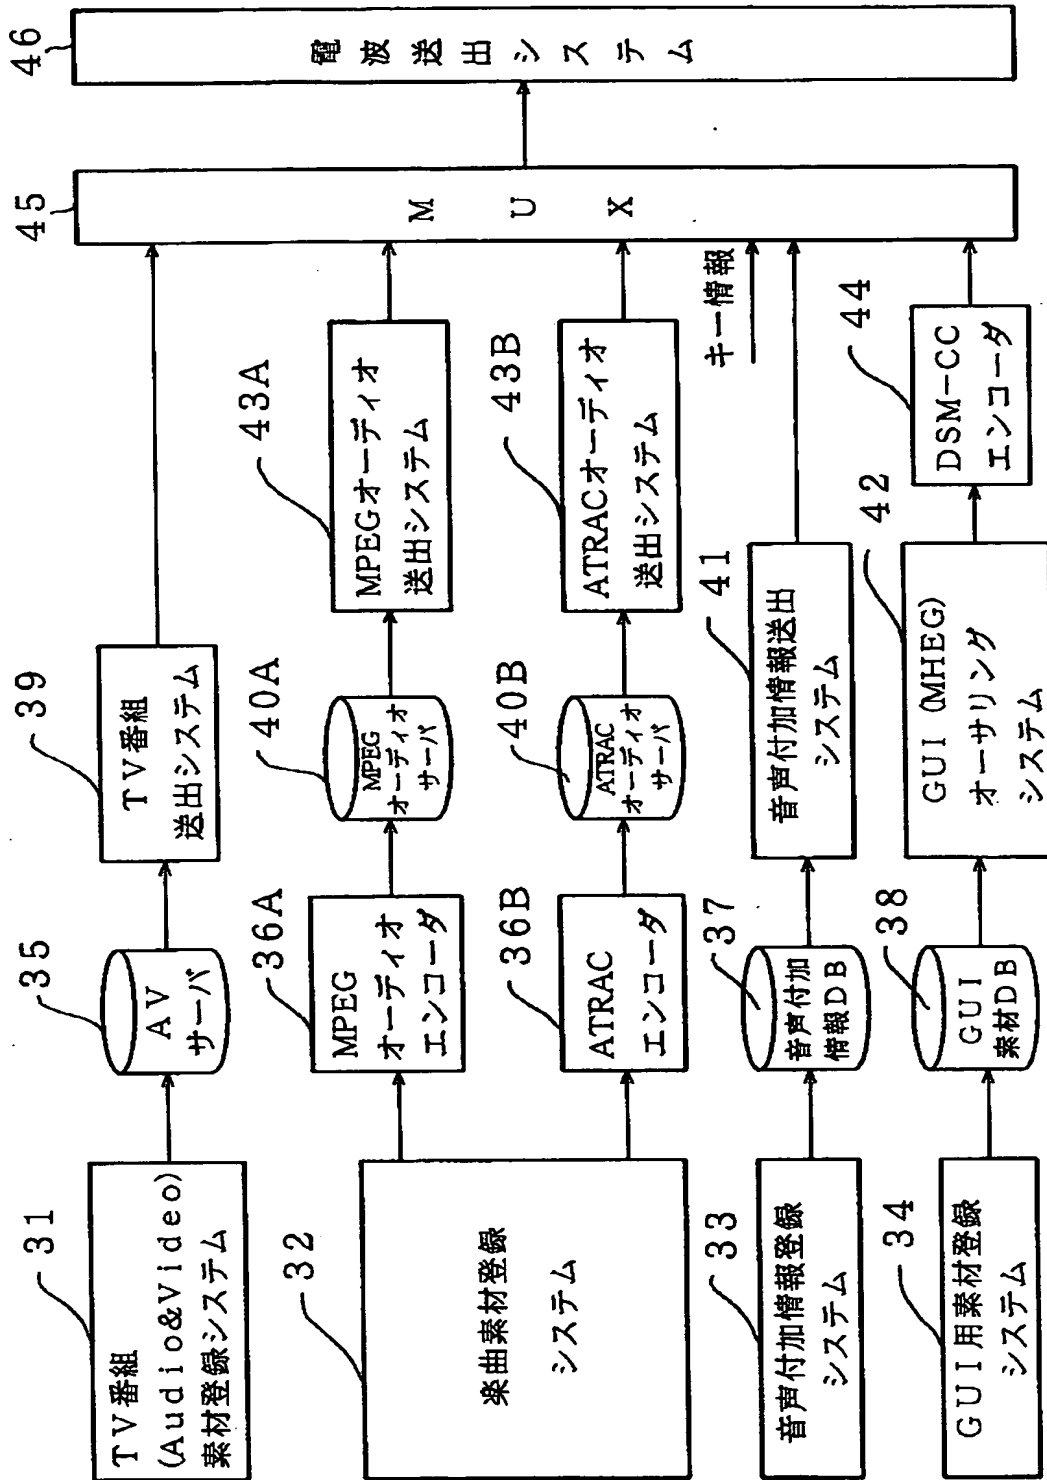 31
TV番組
(Audio&Video)
素材登録システム
35
AV
サーバ
39
TV番組
送出システム
32
楽曲素材登録
システム
36A
MPEG
オーディオ
エンコーダ
40A
MPEG
オーディオ
サーバ
43A
MPEGオーディオ
送出システム
36B
ATRAC
エンコーダ
40B
ATRAC
オーディオ
サーバ
43B
ATRACオーディオ
送出システム
33
音声付加情報登録
システム
37
音声付加
情報DB
41
音声付加情報送出
システム
キー情報
34
GUI用素材登録
システム
38
GUI
素材DB
42
GUI(MHEG)
オーサリング
システム
44
DSM-CC
エンコーダ
45
MUX
46
電波送出システム